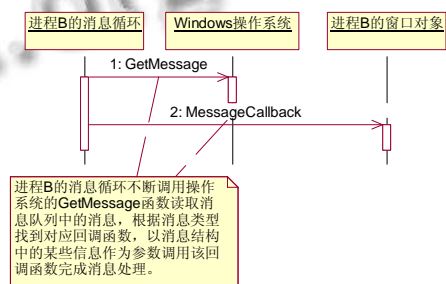 进程B的消息循环
Windows操作系统
进程B的窗口对象
1: GetMessage
2: MessageCallback
进程B的消息循环不断调用操作
系统的GetMessage函数读取消
息队列中的消息，根据消息类型
找到对应回调函数，以消息结构
中的某些信息作为参数调用该回
调函数完成消息处理。